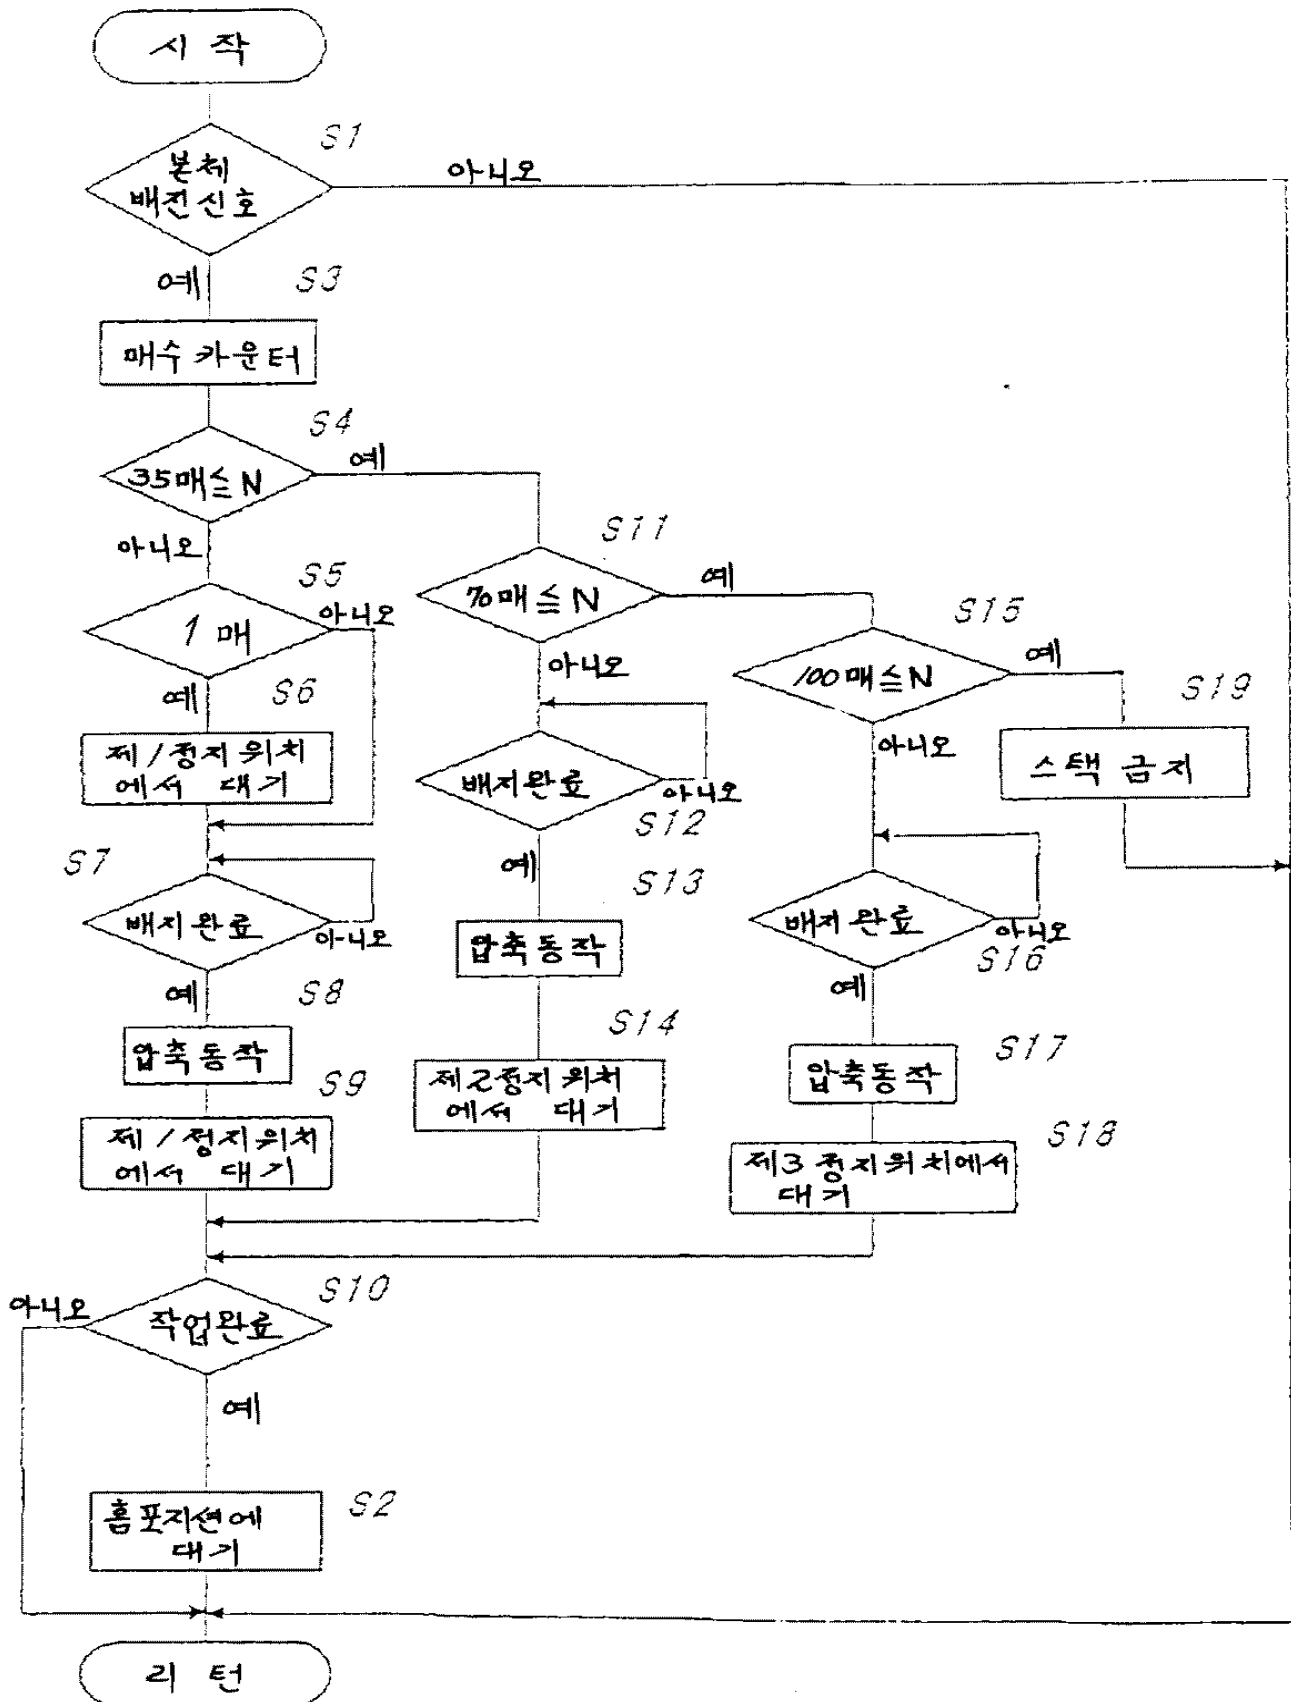 시 작
S1
본체
배전신호
아니오
예
S3
매수 카운터
S4
35매≦N
예
아니오
S11
70매≦N
예
S5
1 매
아니오
S15
100매≦N
예
아니오
예
S6
S19
제1정지위치
에서 대기
아니오
스택 금지
배지완료
아니오
S12
S7
배지완료
아니오
예
S13
배지완료
아니오
S16
예
S8
압축동작
예
압축동작
S14
S17
S9
제2정지위치
에서 대기
압축동작
제1정지위치
에서 대기
S18
제3정지위치에서
대기
S10
아니오
작업완료
예
홈포지션에
대기
S2
리 턴